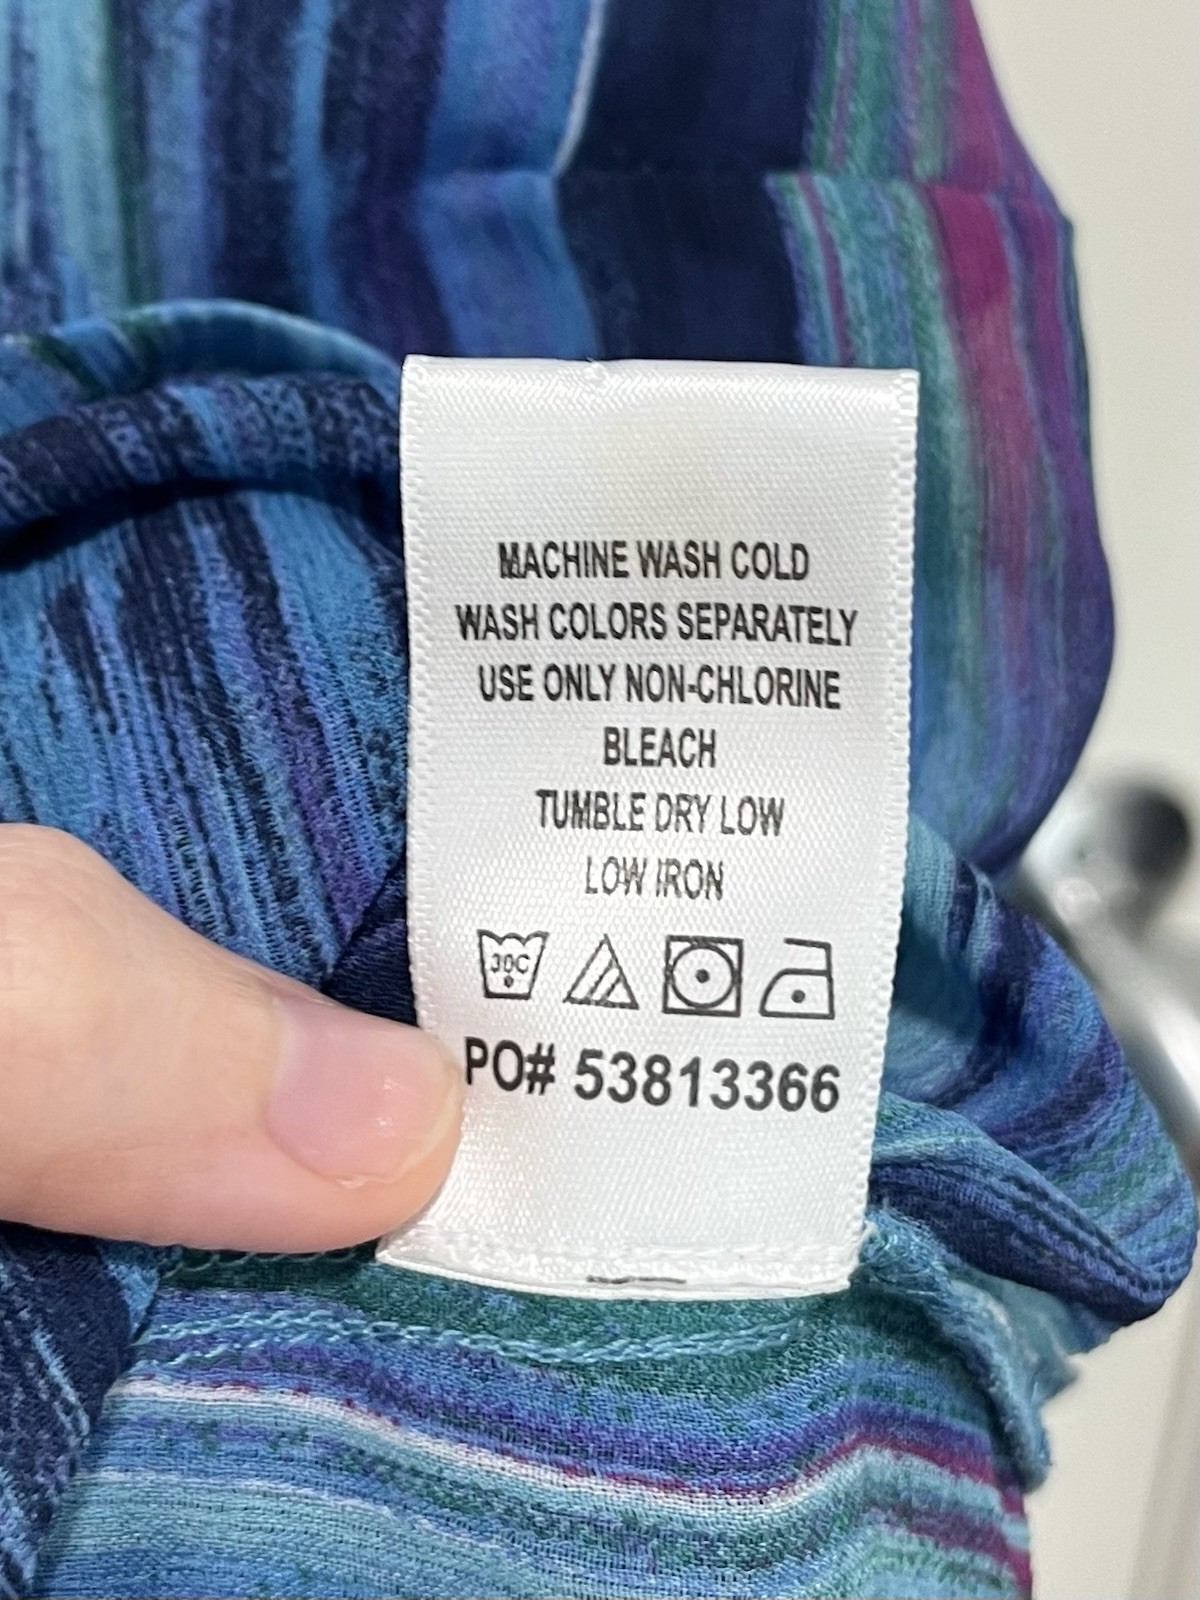 MACHINE WASH COLD
WASH COLORS SEPARATELY
USE ONLY NON-CHLORINE
BLEACH
TUMBLE DRY LOW
LOW IRON
30C
PO# 53813366